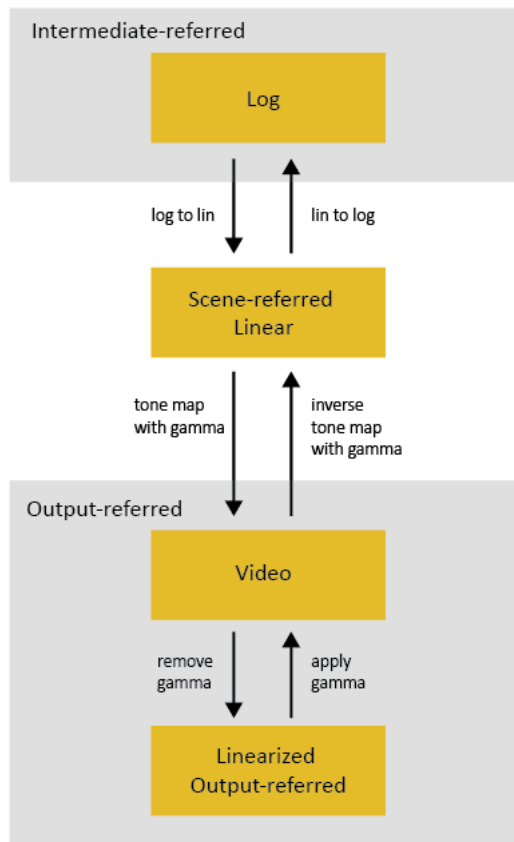 Intermediate-referred
Log
log to lin
lin to log
Scene-referred
Linear
tone map
with gamma
inverse
tone map
with gamma
Output-referred
Video
remove
gamma
apply
gamma
Linearized
Output-referred